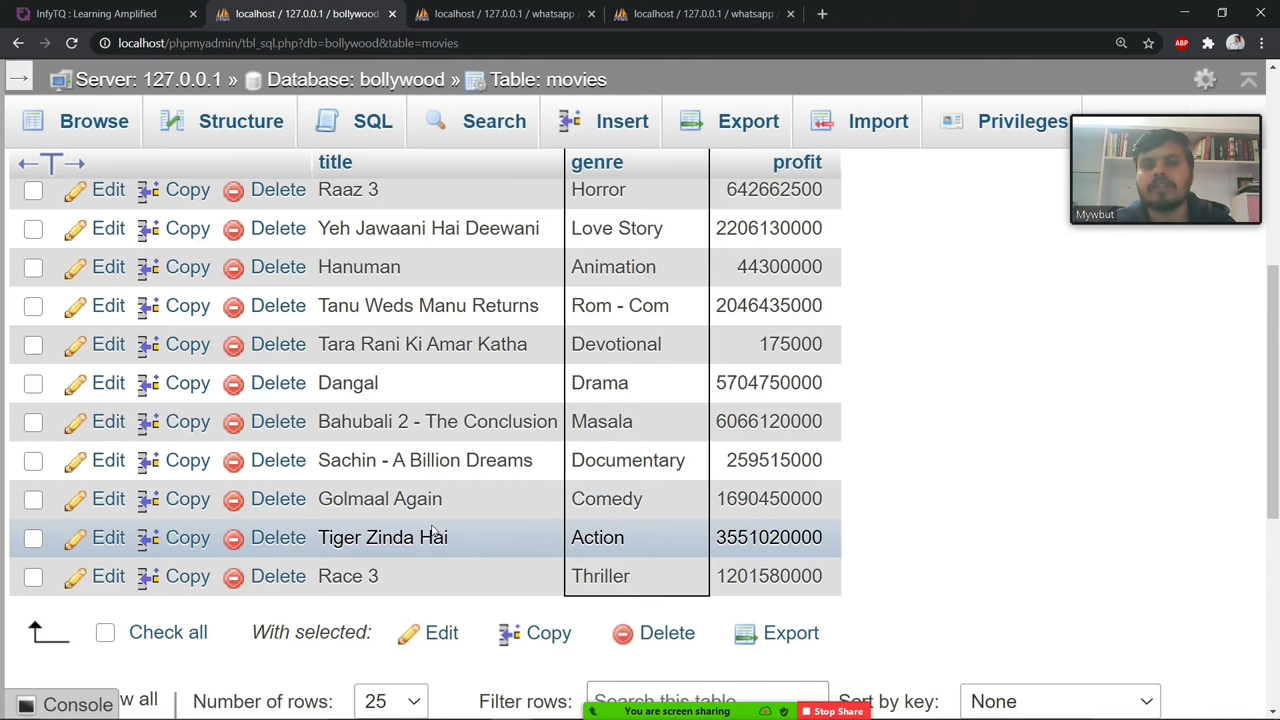 InfyTQ : Learning Amplified
localhost / 127.0.0.1 / bollywood
localhost / 127.0.0.1 / whatsapp
localhost / 127.0.0.1 / whatsapp
localhost/phpmyadmin/tbl_sql.php?db=bollywood&table=movies
ABP
Server: 127.0.0.1 » Database: bollywood » Table: movies
Browse Structure SQL Search Insert Export Import Privileges
Mywbut
title genre profit
Edit Copy Delete Raaz 3 Horror 642662500
Edit Copy Delete Yeh Jawaani Hai Deewani Love Story 2206130000
Edit Copy Delete Hanuman Animation 44300000
Edit Copy Delete Tanu Weds Manu Returns Rom - Com 2046435000
Edit Copy Delete Tara Rani Ki Amar Katha Devotional 175000
Edit Copy Delete Dangal Drama 5704750000
Edit Copy Delete Bahubali 2 - The Conclusion Masala 6066120000
Edit Copy Delete Sachin - A Billion Dreams Documentary 259515000
Edit Copy Delete Golmaal Again Comedy 1690450000
Edit Copy Delete Tiger Zinda Hai Action 3551020000
Edit Copy Delete Race 3 Thriller 1201580000
Check all With selected: Edit Copy Delete Export
Console
w all Number of rows: 25 Filter rows: Search this table Sort by key: None
You are screen sharing Stop Share